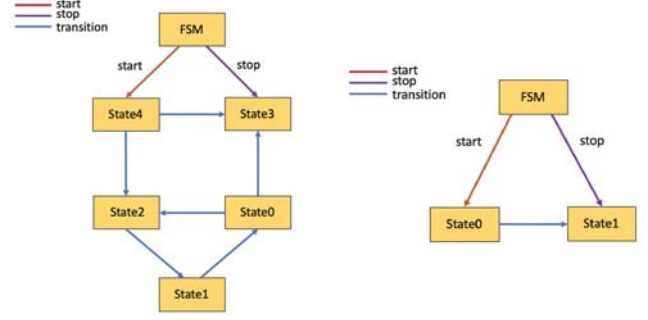 start
stop
transition
FSM
start
stop
State4
State3
State2
State0
State1
start
stop
transition
FSM
start
stop
State0
State1